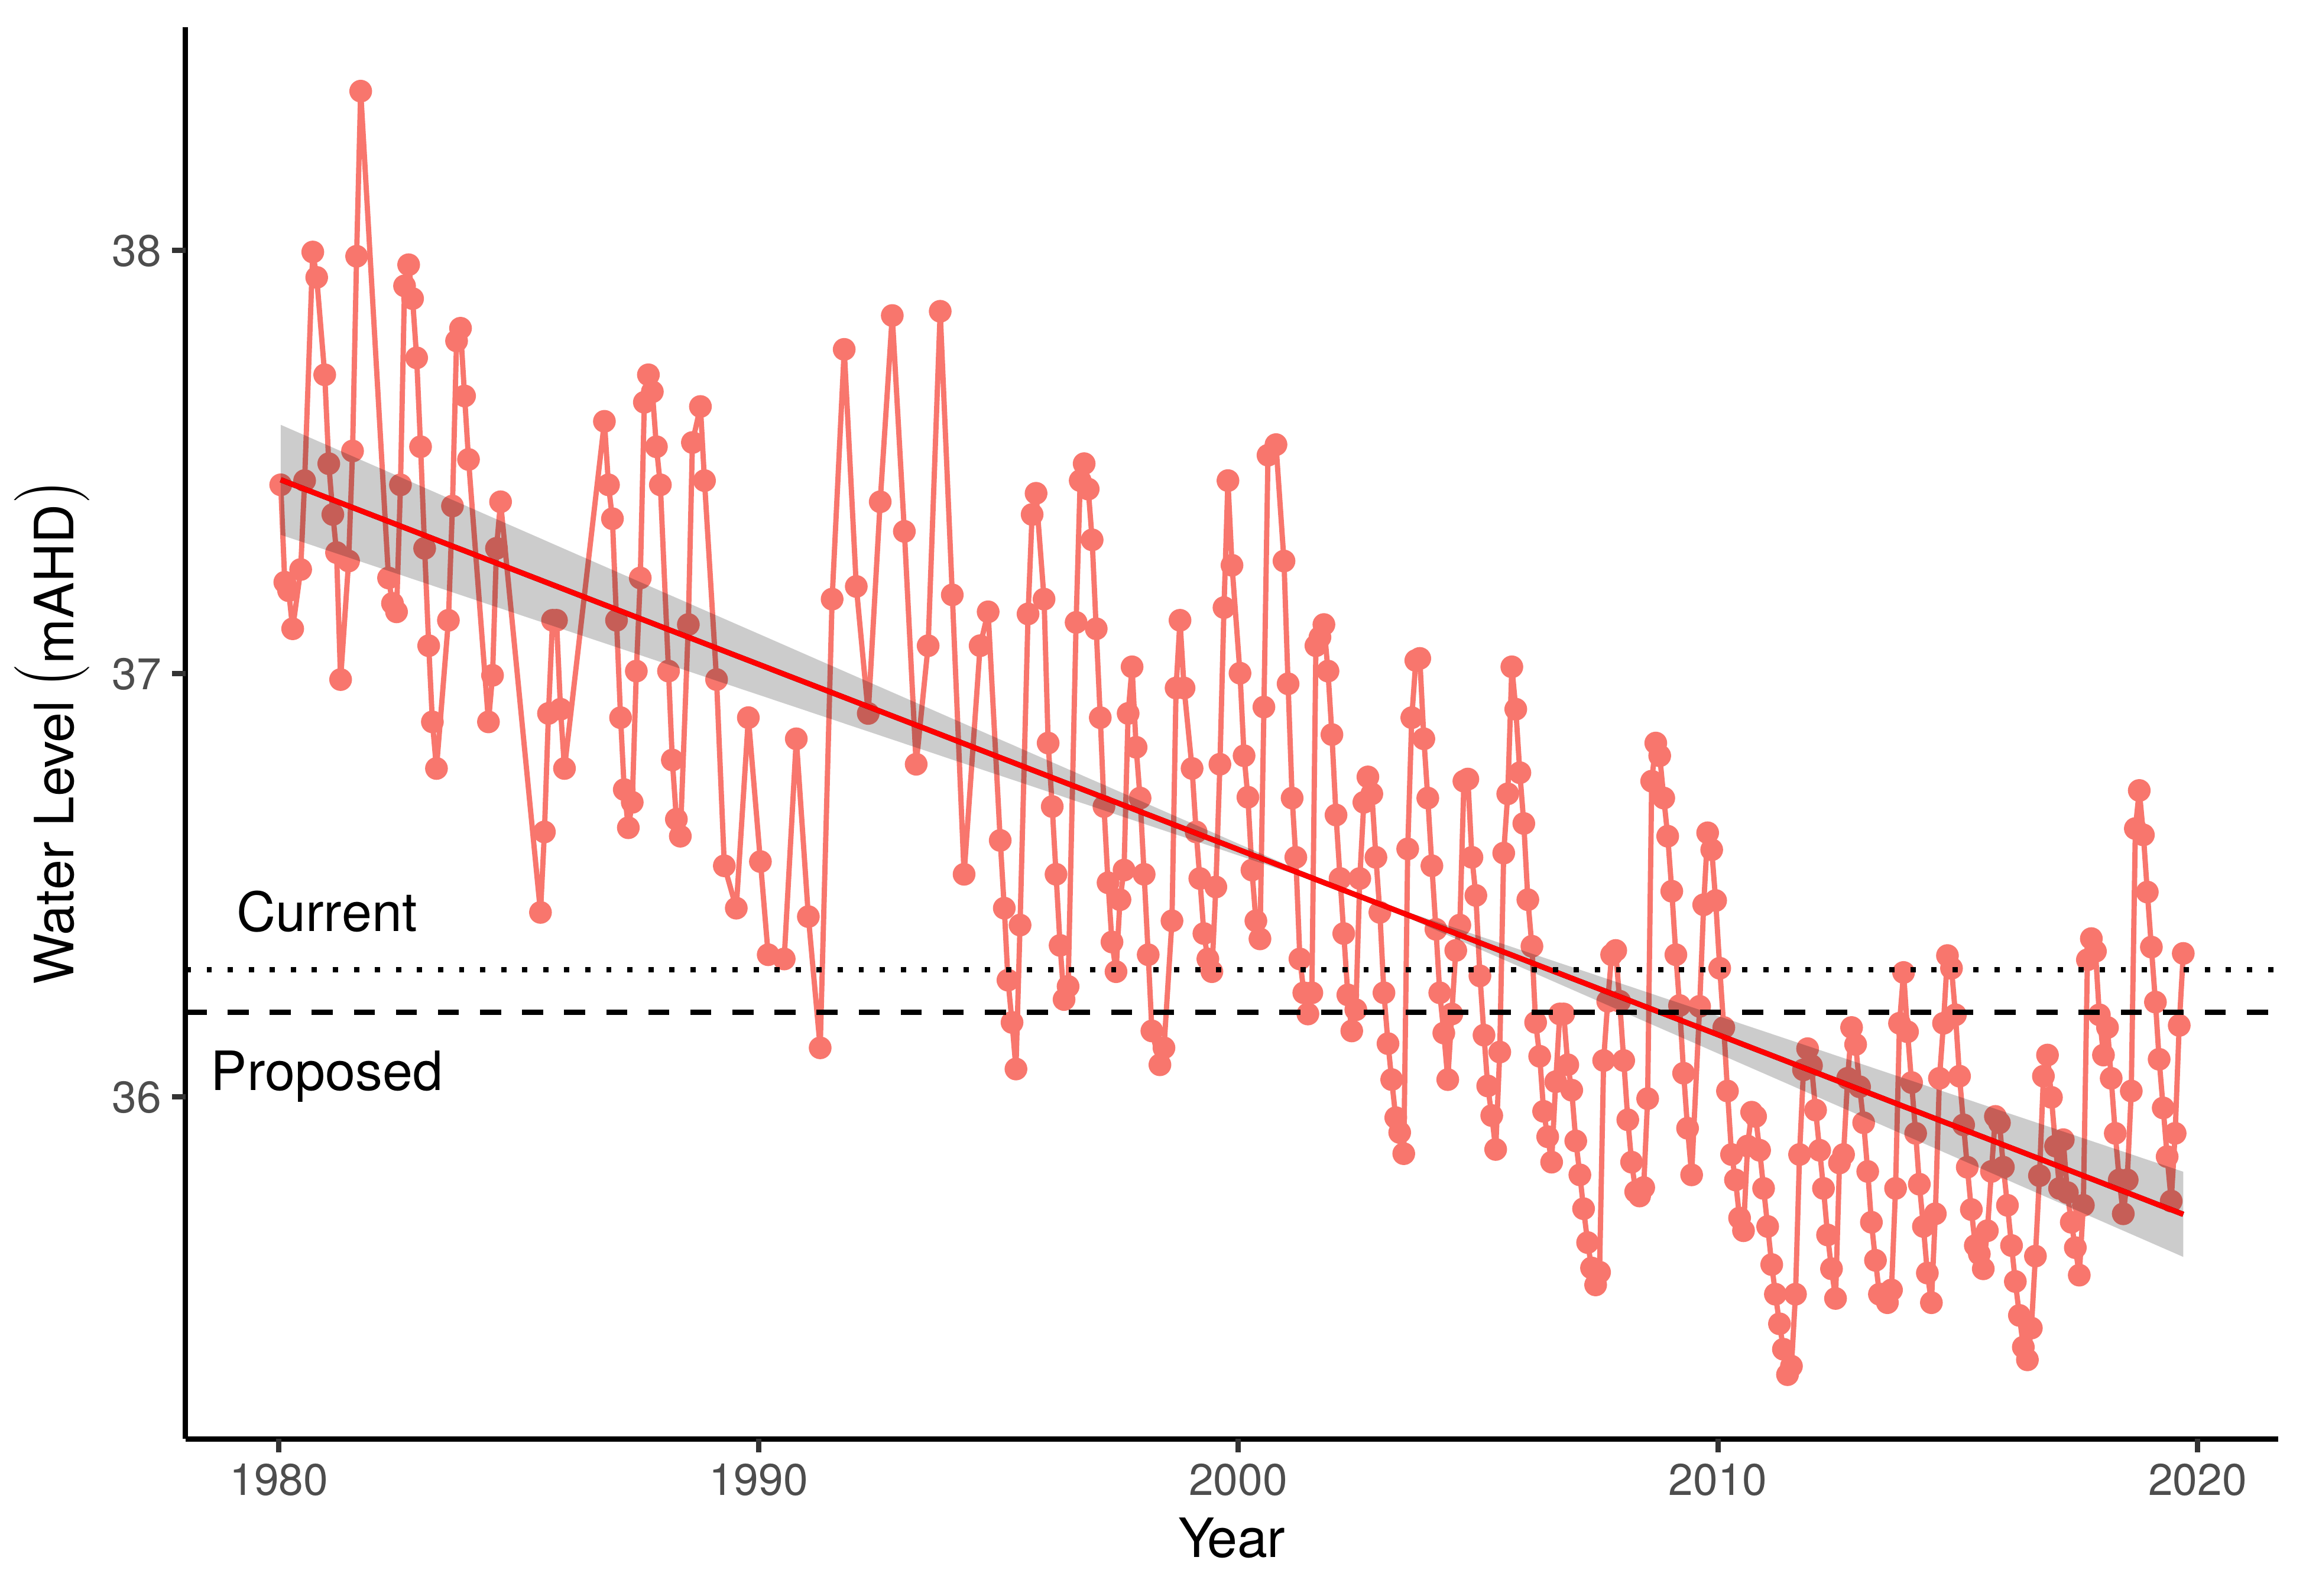 Water Level (mAHD)
38
37
36
Current
Proposed
1980
1990
2000
2010
2020
Year